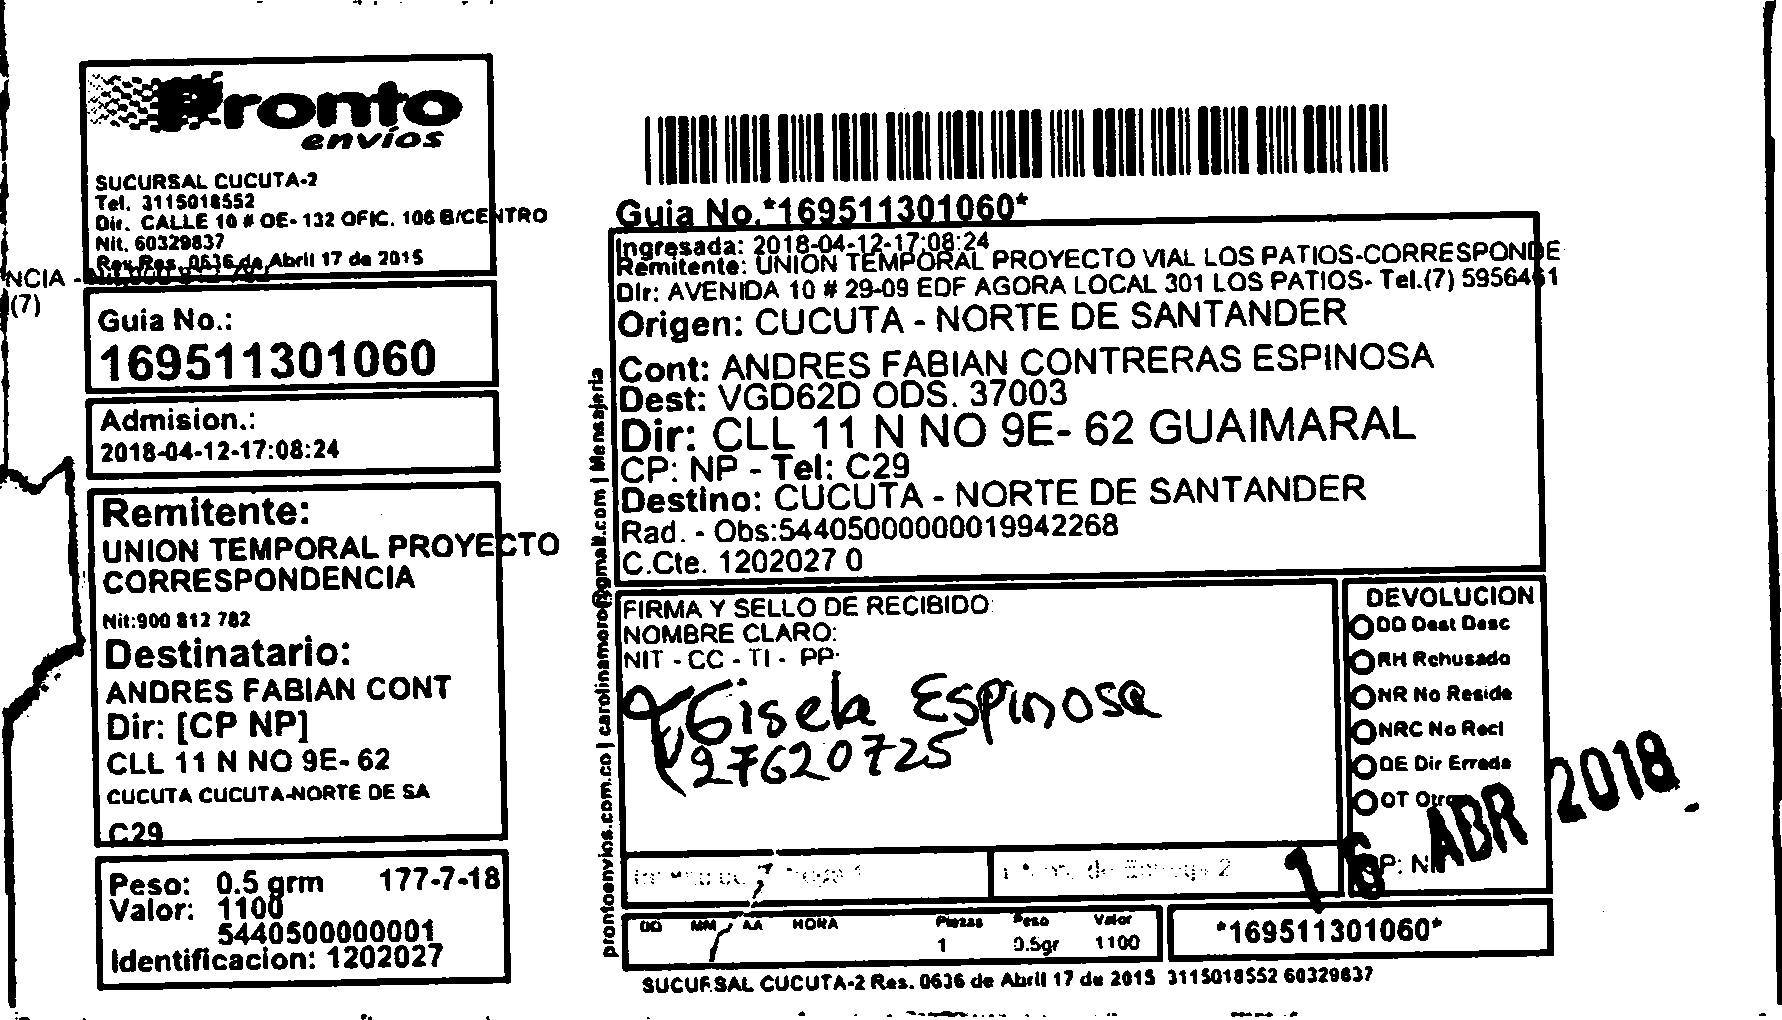 Pronto
envíos
SUCURSAL CUCUTA-2
Tel. 3115018552
Dir. CALLE 10 # OE- 132 OFIC. 106 B/CENTRO
Nit. 60329837
Rev.Res. 0636 de Abril 17 de 2015
NCIA -
(7)
Guia No.:
169511301060
Admision.:
2018-04-12-17:08:24
Remitente:
UNION TEMPORAL PROYECTO
CORRESPONDENCIA
Nit:900 812 782
Destinatario:
ANDRES FABIAN CONT
Dir: [CP NP]
CLL 11 N NO 9E- 62
CUCUTA CUCUTA-NORTE DE SA
C29
Peso: 0.5 grm 177-7-18
Valor: 1100
5440500000001
Identificacion: 1202027
prontoenvios.com.co | carolinamoro@gmail.com | Mensajeria
Guia No.*169511301060*
Ingresada: 2018-04-12-17:08:24
Remitente: UNION TEMPORAL PROYECTO VIAL LOS PATIOS-CORRESPONDE
Dir: AVENIDA 10 # 29-09 EDF AGORA LOCAL 301 LOS PATIOS- Tel.(7) 5956461
Origen: CUCUTA - NORTE DE SANTANDER
Cont: ANDRES FABIAN CONTRERAS ESPINOSA
Dest: VGD62D ODS. 37003
Dir: CLL 11 N NO 9E- 62 GUAIMARAL
CP: NP - Tel: C29
Destino: CUCUTA - NORTE DE SANTANDER
Rad. - Obs:54405000000019942268
C.Cte. 1202027 0
FIRMA Y SELLO DE RECIBIDO
NOMBRE CLARO:
NIT - CC - TI - PP:
Gisela Espinosa
27620725
DEVOLUCION
DD Dest Desc
RH Rehusado
NR No Reside
NRC No Recl
DE Dir Errada
OT Otro
16 ABR 2018
de Entrega 2
DD MM AA HORA Piezas Peso Valor
1 0.5gr 1100
*169511301060*
SUCURSAL CUCUTA-2 Res. 0636 de Abril 17 de 2015 3115018552 60329837